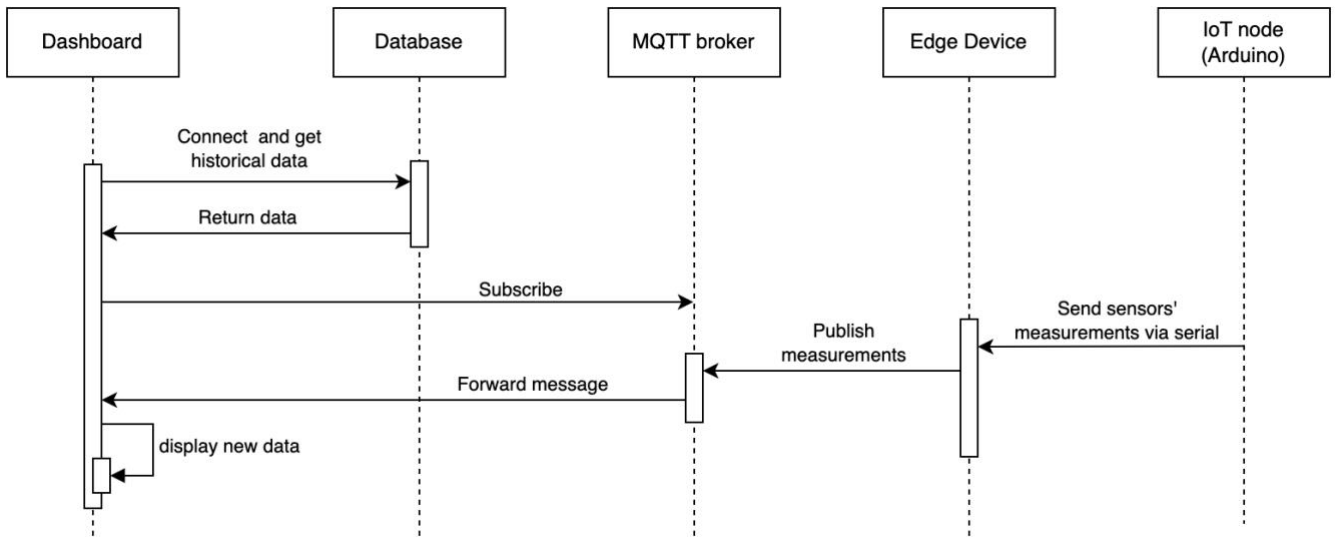 Dashboard
Database
MQTT broker
Edge Device
IoT node
(Arduino)
Connect and get
historical data
Return data
Subscribe
Send sensors'
measurements via serial
Publish
measurements
Forward message
display new data